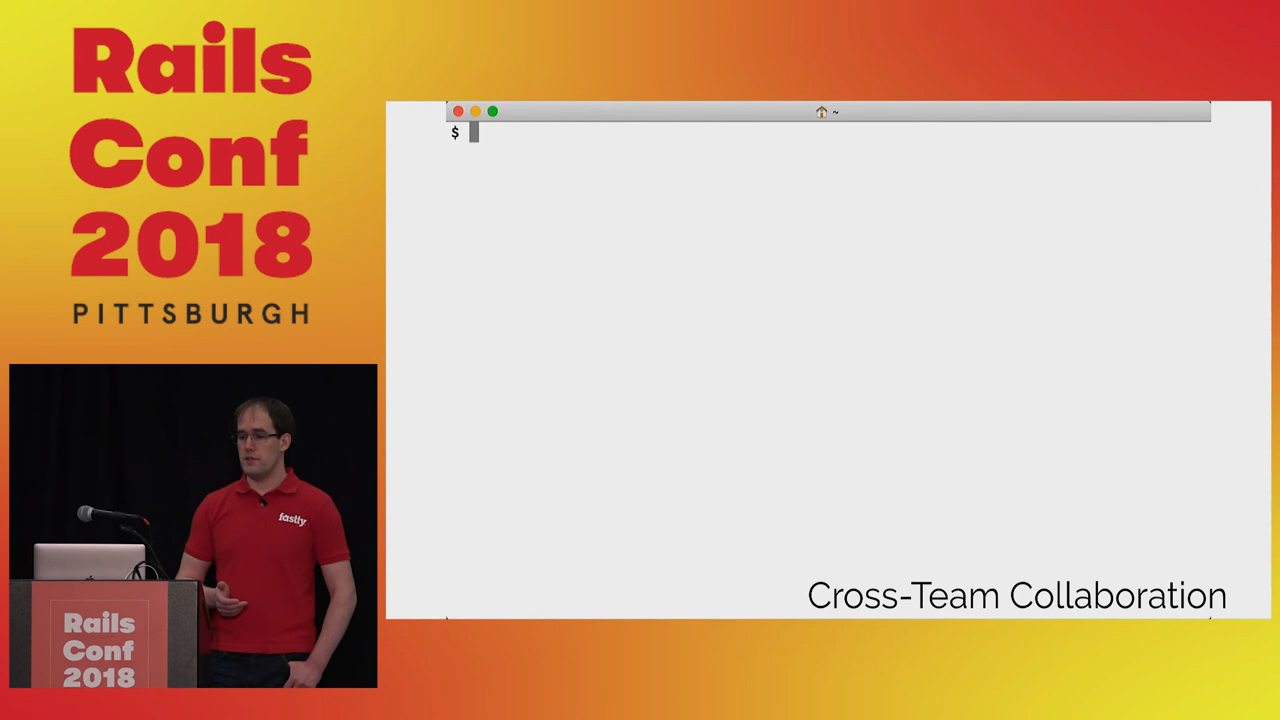 Rails
Conf
2018
PITTSBURGH
~
$
Cross-Team Collaboration
fastly
Rails
Conf
2018